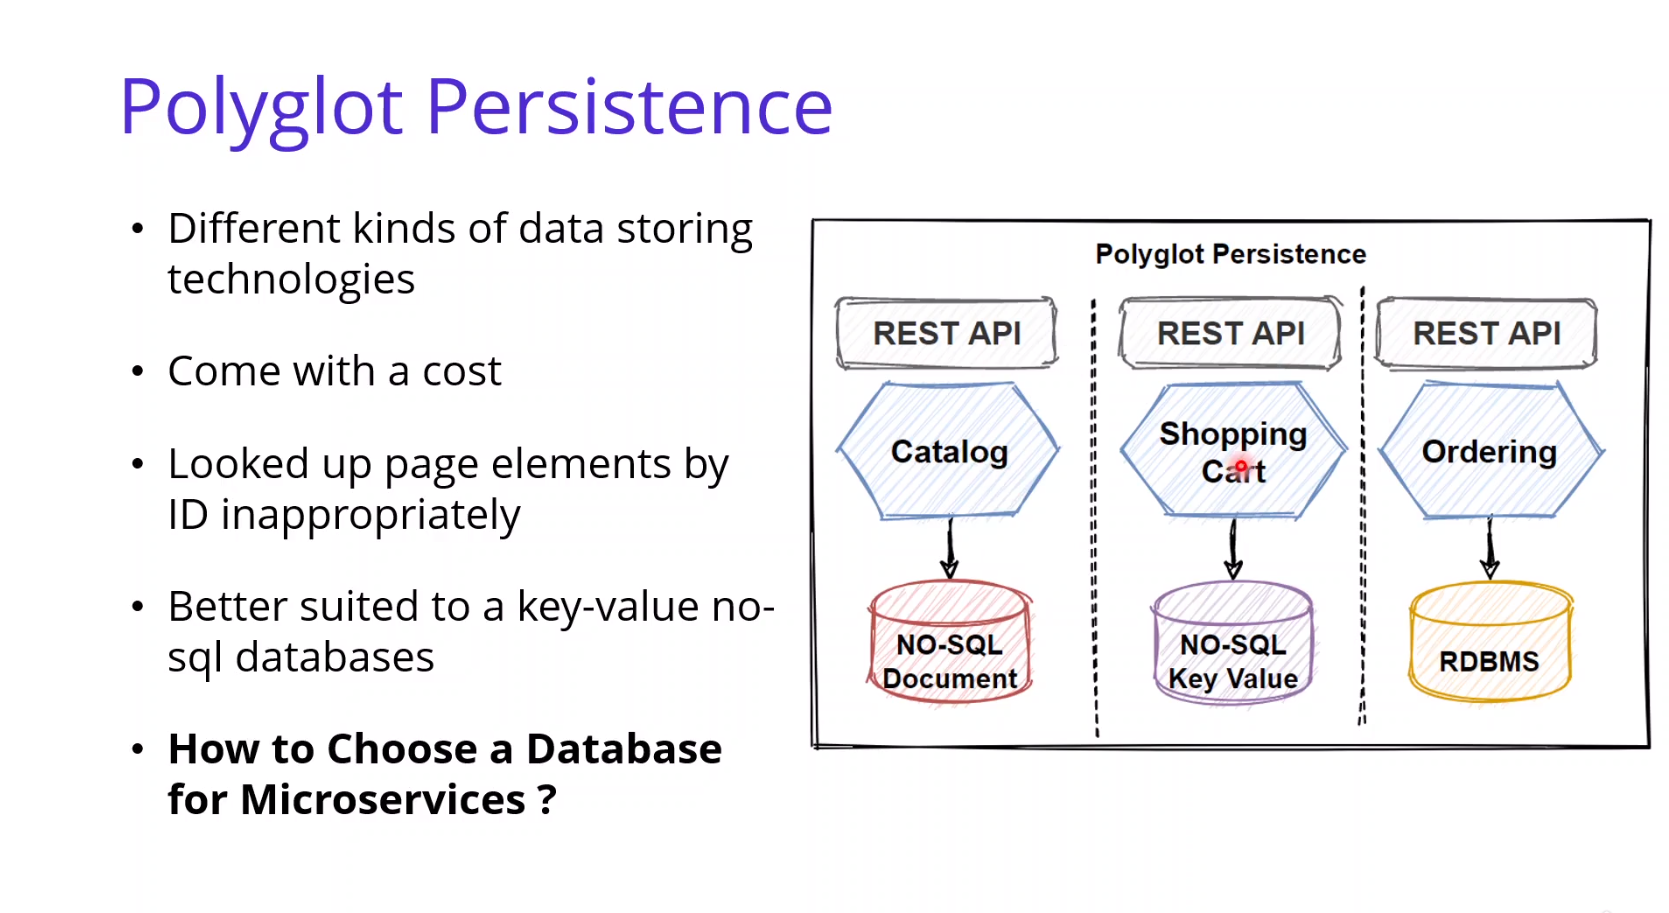 Polyglot Persistence
• Different kinds of data storing
technologies
• Come with a cost
• Looked up page elements by
ID inappropriately
• Better suited to a key-value no-
sql databases
• How to Choose a Database
for Microservices ?
Polyglot Persistence
REST API
REST API
REST API
Catalog
Shopping
Cart
Ordering
NO-SQL
Document
NO-SQL
Key Value
RDBMS